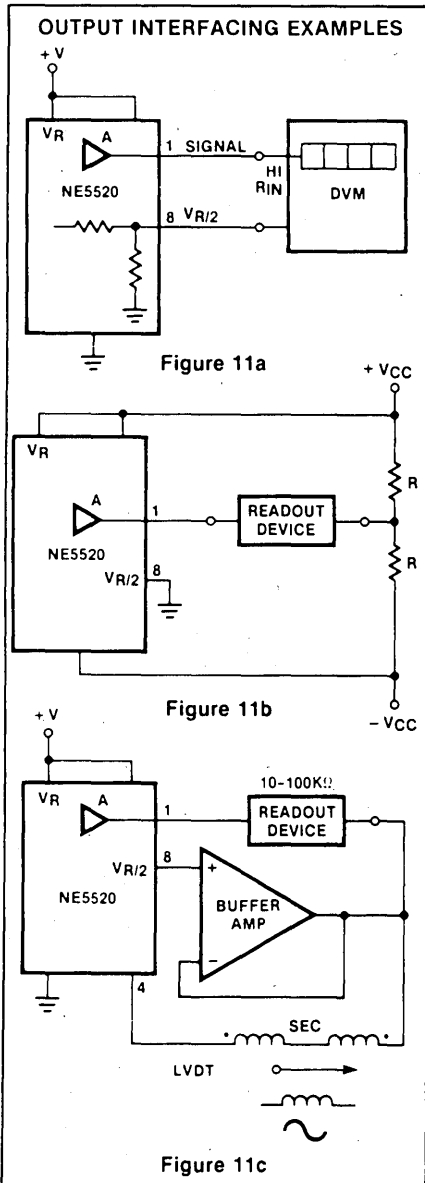 OUTPUT INTERFACING EXAMPLES
+ V
VR
A
1 SIGNAL
HI
RIN
DVM
NE5520
8 VR/2
Figure 11a
+ VCC
VR
A
1
READOUT
DEVICE
R
NE5520
8
VR/2
R
Figure 11b
− VCC
+ V
10-100KΩ
VR
A
1
READOUT
DEVICE
8
VR/2
+
NE5520
BUFFER
AMP
−
4
SEC
LVDT
Figure 11c